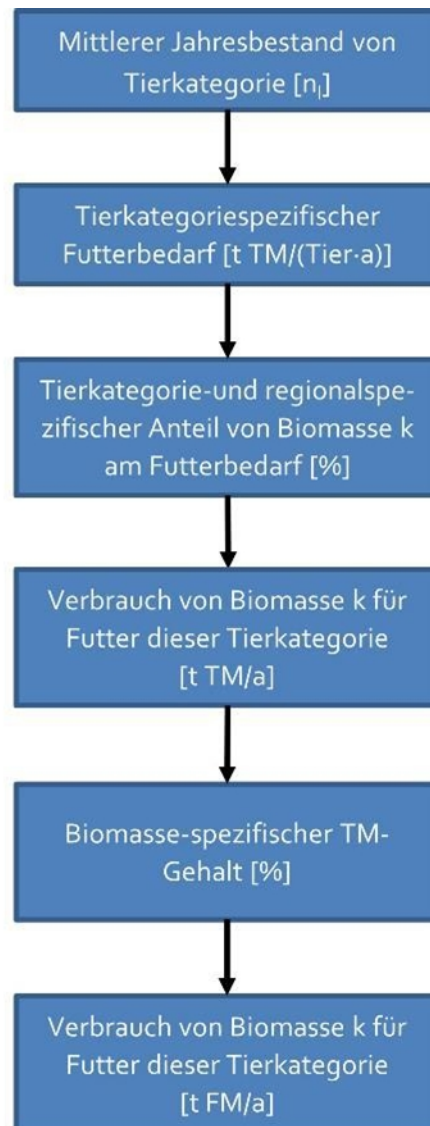 Mittlerer Jahresbestand von
Tierkategorie [nₗ]
Tierkategoriespezifischer
Futterbedarf [t TM/(Tier·a)]
Tierkategorie-und regionalspe-
zifischer Anteil von Biomasse k
am Futterbedarf [%]
Verbrauch von Biomasse k für
Futter dieser Tierkategorie
[t TM/a]
Biomasse-spezifischer TM-
Gehalt [%]
Verbrauch von Biomasse k für
Futter dieser Tierkategorie
[t FM/a]